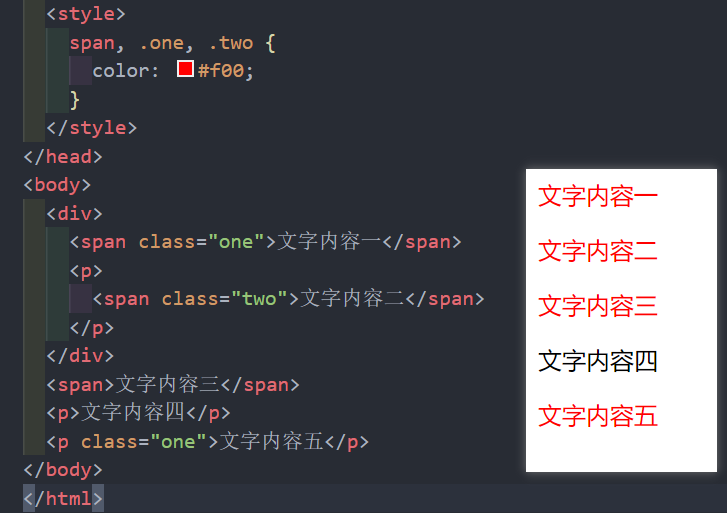 <style>
span, .one, .two {
color: #f00;
}
</style>
</head>
<body>
<div>
<span class="one">文字内容一</span>
<p>
<span class="two">文字内容二</span>
</p>
</div>
<span>文字内容三</span>
<p>文字内容四</p>
<p class="one">文字内容五</p>
</body>
</html>
文字内容一
文字内容二
文字内容三
文字内容四
文字内容五